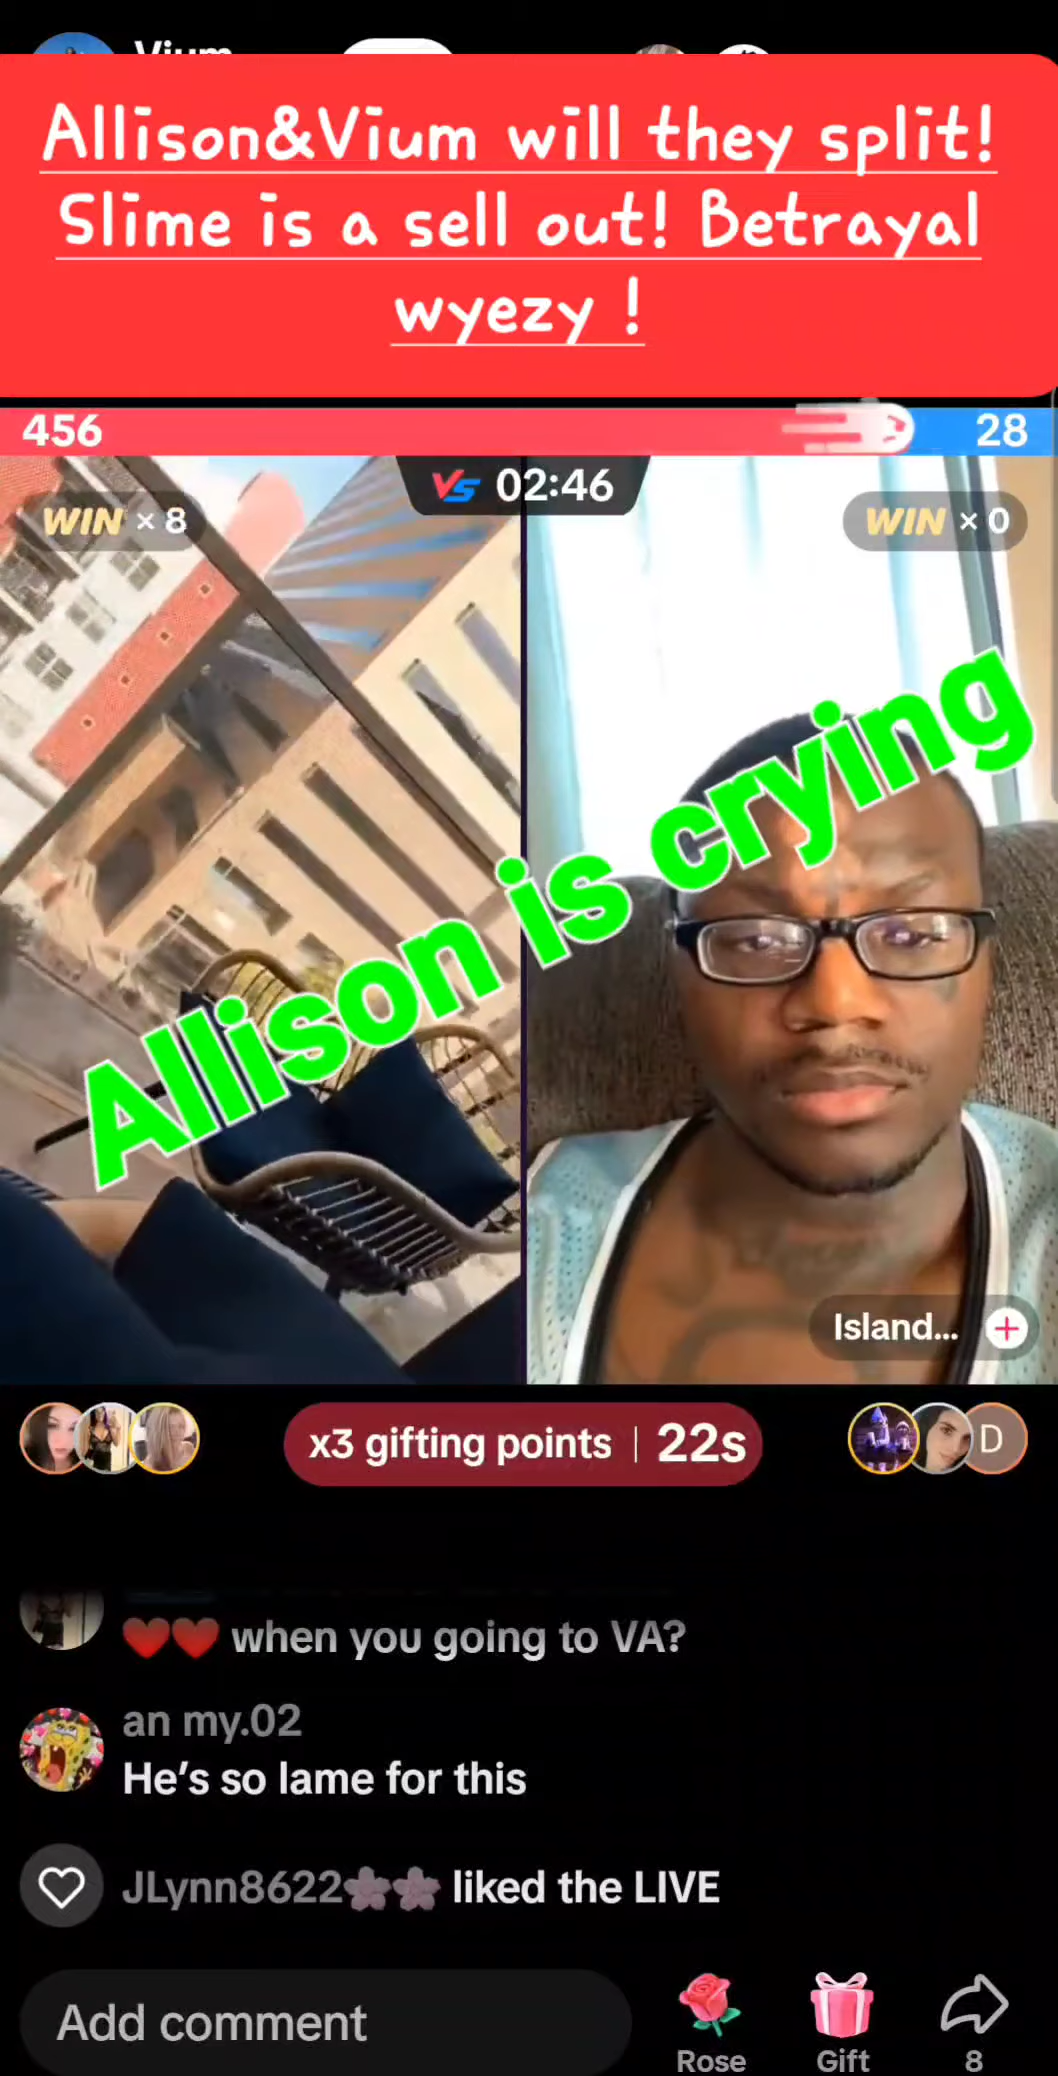 Vium
Allison&Vium will they split!
Slime is a sell out! Betrayal
wyezy !
456
28
VS 02:46
WIN × 8
WIN × 0
Allison is crying
Island...
x3 gifting points | 22s
D
❤️❤️ when you going to VA?
an my.02
He's so lame for this
JLynn8622🌸🌸 liked the LIVE
Add comment
Rose
Gift
8